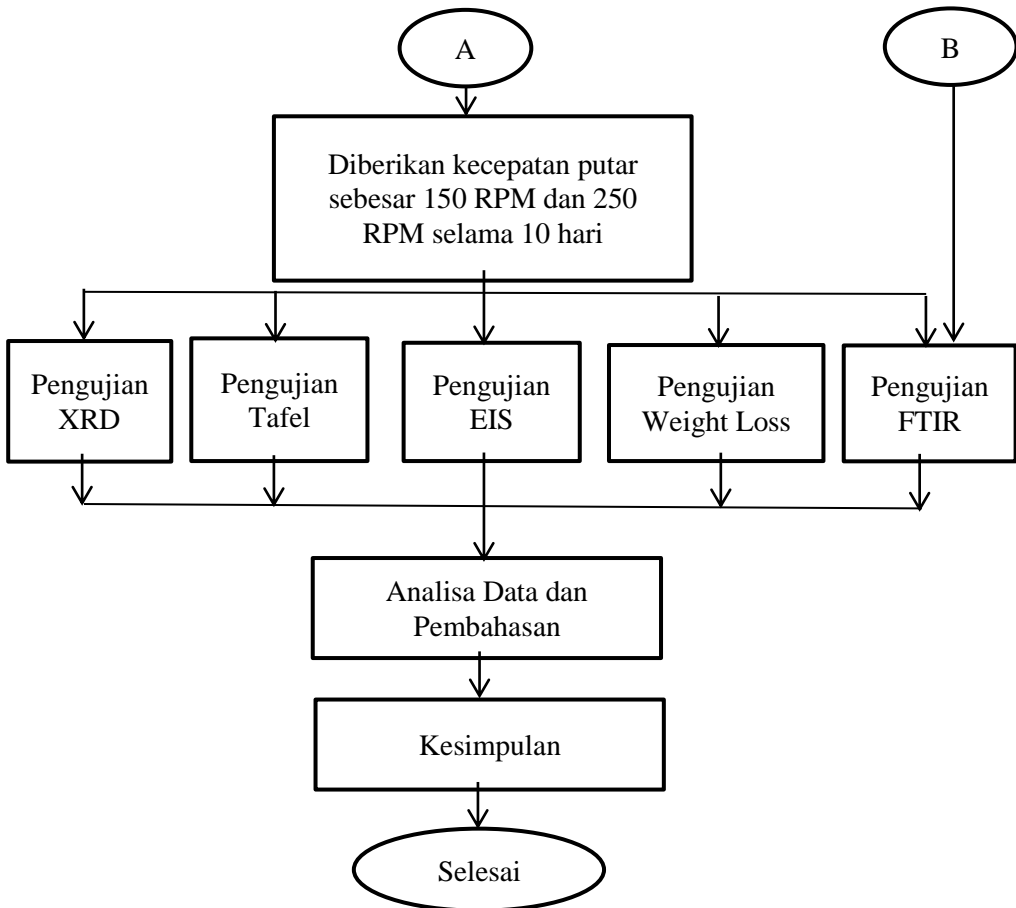 A
B
Diberikan kecepatan putar
sebesar 150 RPM dan 250
RPM selama 10 hari
Pengujian
XRD
Pengujian
Tafel
Pengujian
EIS
Pengujian
Weight Loss
Pengujian
FTIR
Analisa Data dan
Pembahasan
Kesimpulan
Selesai